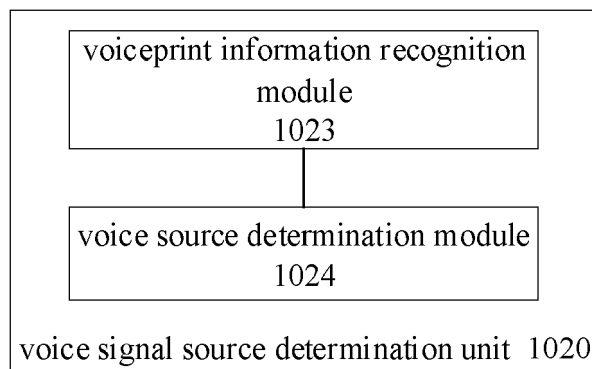 voiceprint information recognition
module
1023
voice source determination module
1024
voice signal source determination unit 1020